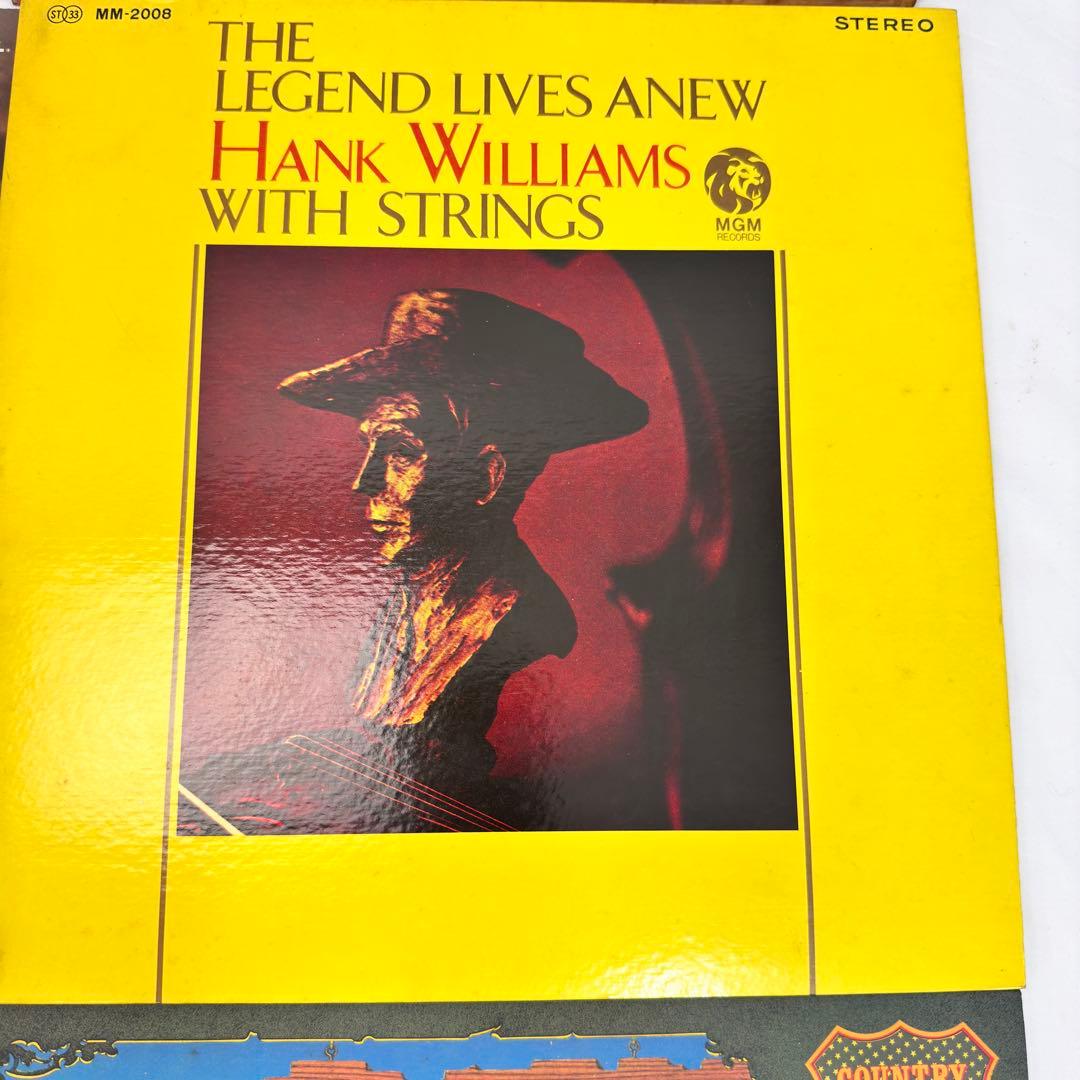 ST 33 MM-2008
STEREO
THE
LEGEND LIVES ANEW
HANK WILLIAMS
WITH STRINGS
MGM
RECORDS
COUNTRY